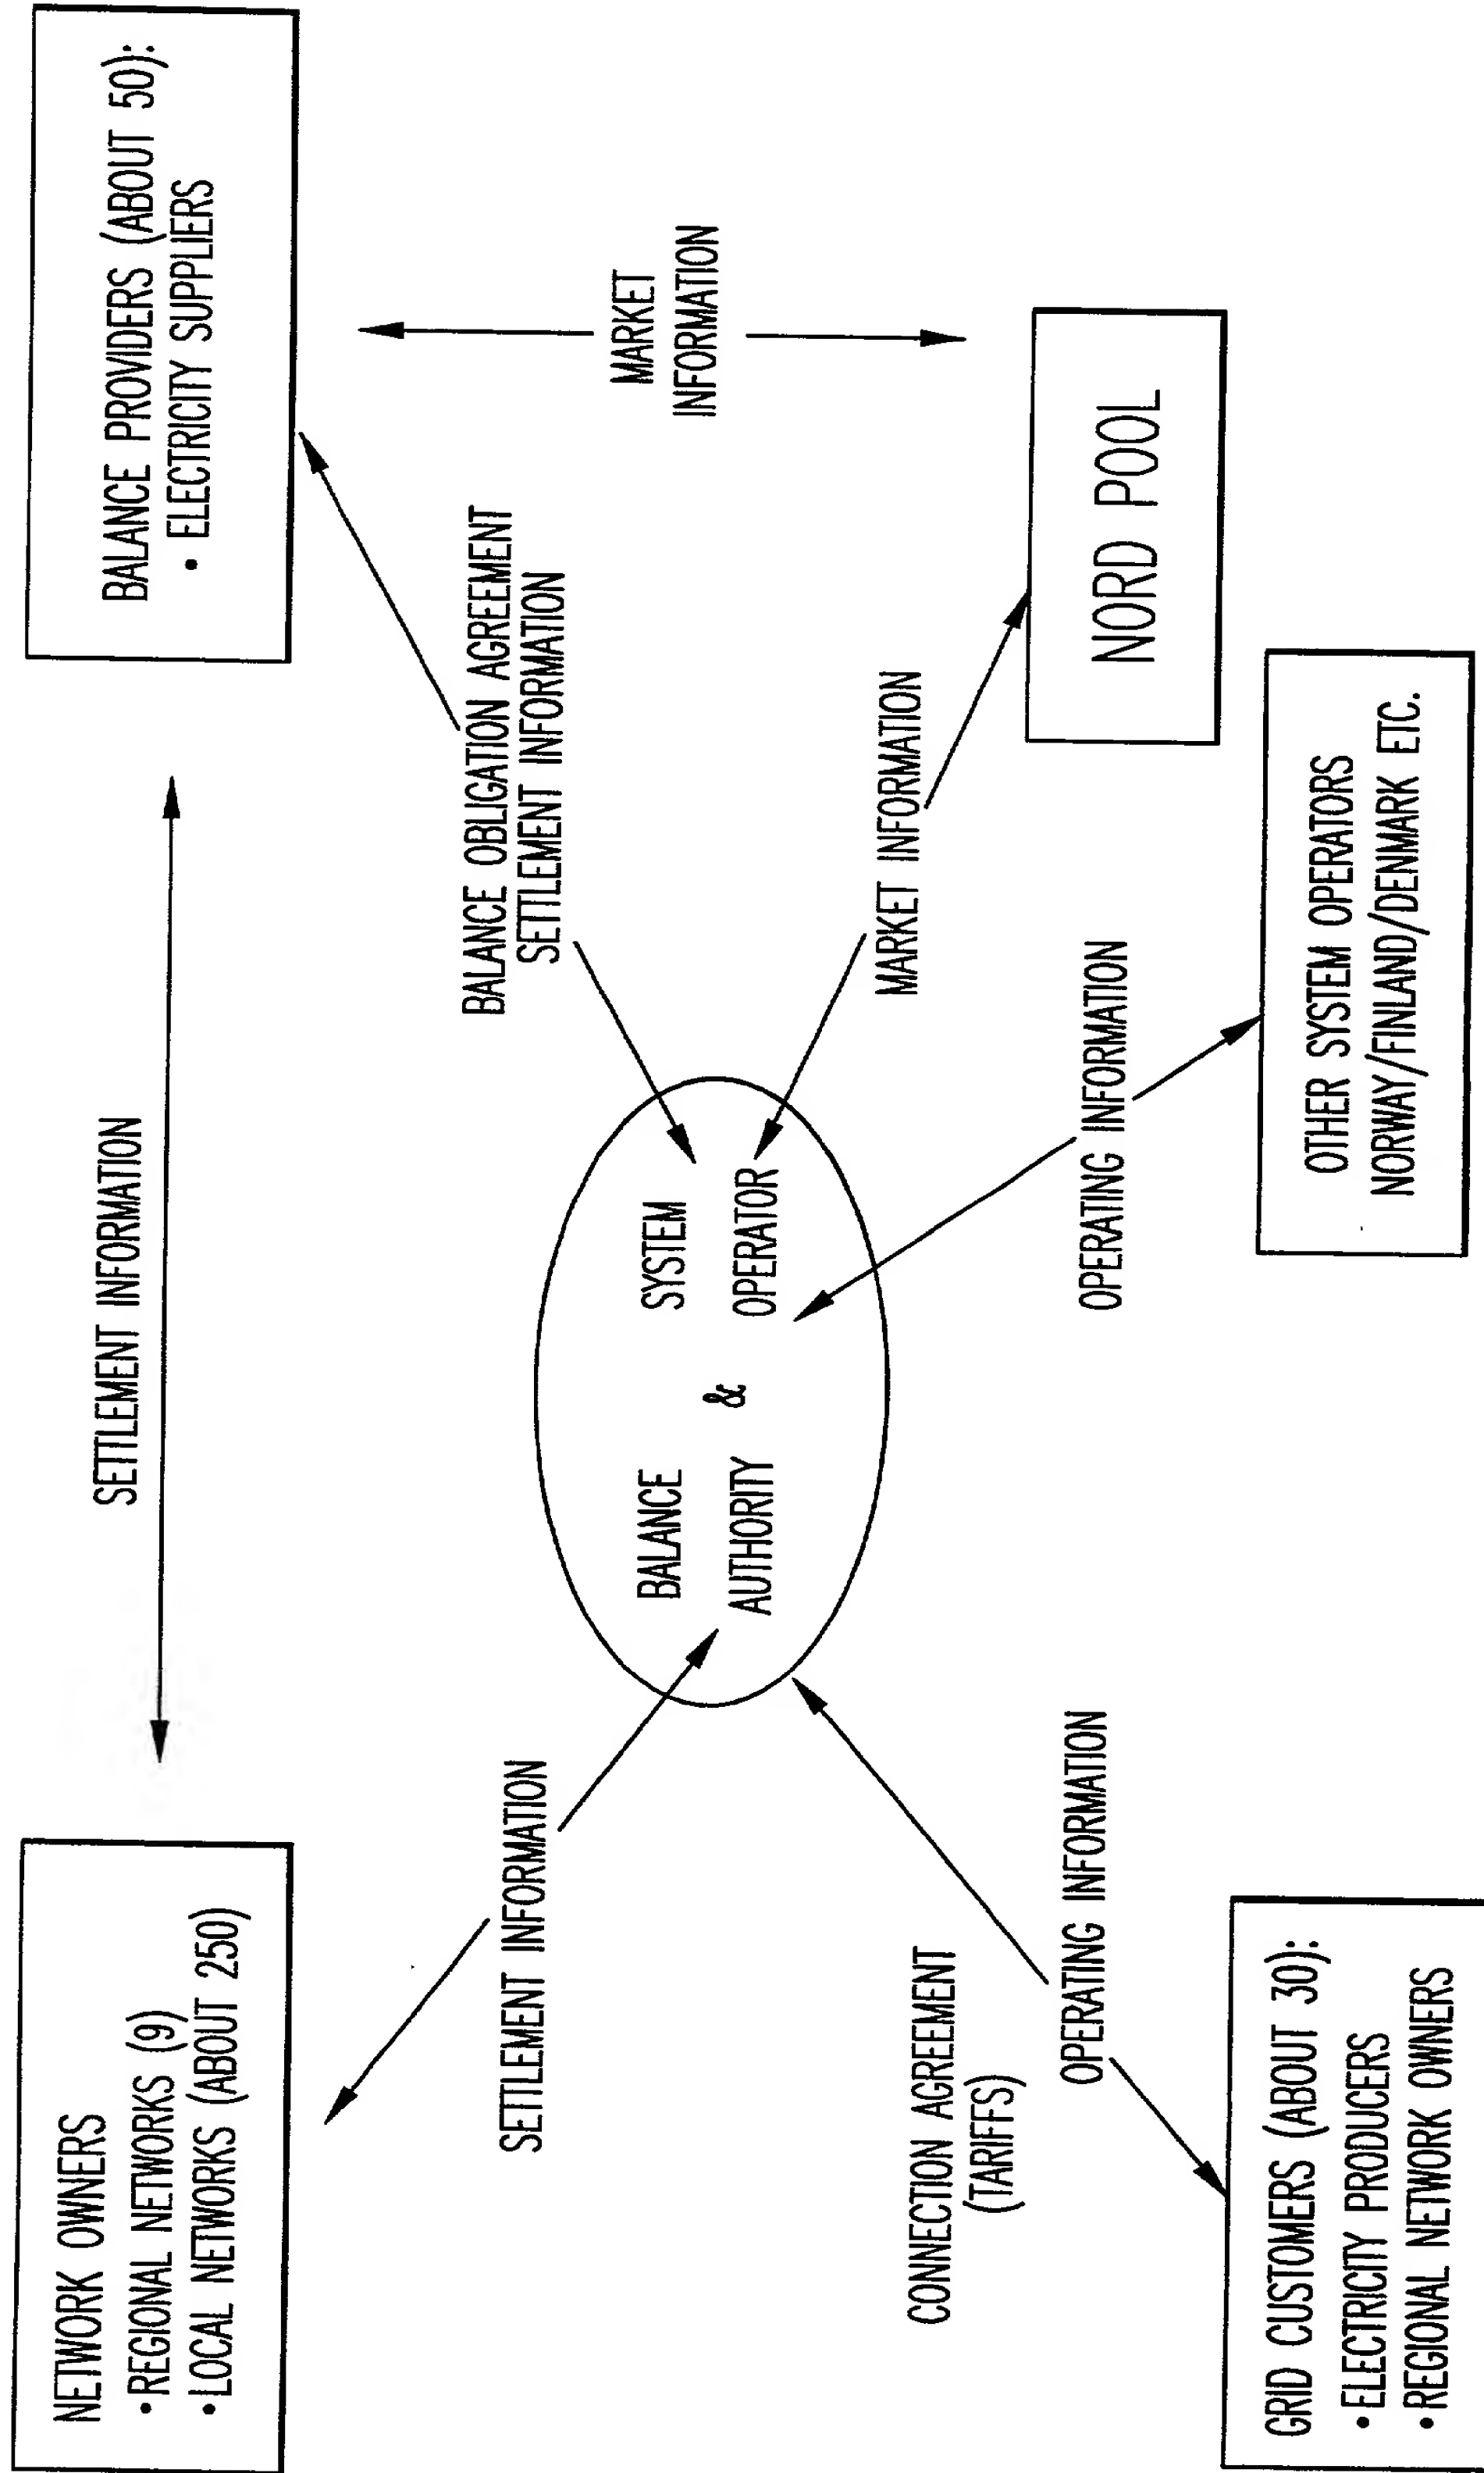 NETWORK OWNERS
•REGIONAL NETWORKS (9)
•LOCAL NETWORKS (ABOUT 250)
SETTLEMENT INFORMATION
BALANCE PROVIDERS (ABOUT 50):
• ELECTRICITY SUPPLIERS
SETTLEMENT INFORMATION
BALANCE OBLIGATION AGREEMENT
SETTLEMENT INFORMATION
MARKET
INFORMATION
BALANCE
AUTHORITY
&
SYSTEM
OPERATOR
MARKET INFORMATION
NORD POOL
CONNECTION AGREEMENT
(TARIFFS)
OPERATING INFORMATION
OPERATING INFORMATION
GRID CUSTOMERS (ABOUT 30):
•ELECTRICITY PRODUCERS
•REGIONAL NETWORK OWNERS
OTHER SYSTEM OPERATORS
NORWAY/FINLAND/DENMARK ETC.